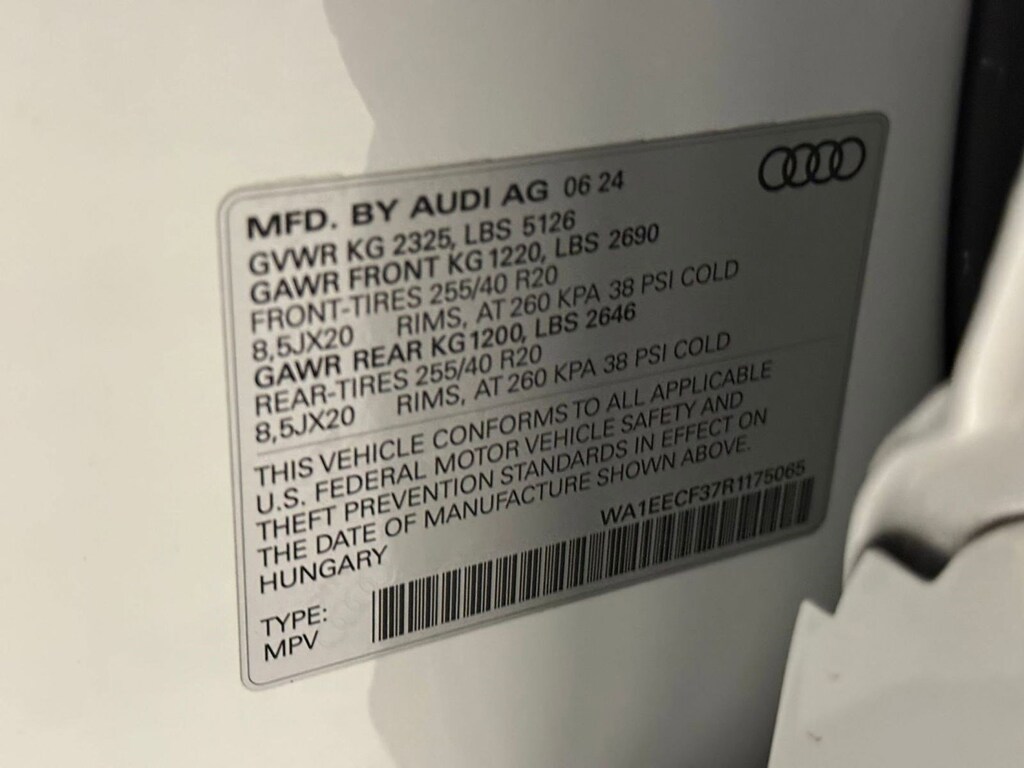 MFD. BY AUDI AG 06 24
GVWR KG 2325, LBS 5126
GAWR FRONT KG 1220, LBS 2690
FRONT-TIRES 255/40 R20
8,5JX20 RIMS, AT 260 KPA 38 PSI COLD
GAWR REAR KG 1200, LBS 2646
REAR-TIRES 255/40 R20
8,5JX20 RIMS, AT 260 KPA 38 PSI COLD
THIS VEHICLE CONFORMS TO ALL APPLICABLE
U.S. FEDERAL MOTOR VEHICLE SAFETY AND
THEFT PREVENTION STANDARDS IN EFFECT ON
THE DATE OF MANUFACTURE SHOWN ABOVE.
HUNGARY
WA1EECF37R1175065
TYPE:
MPV